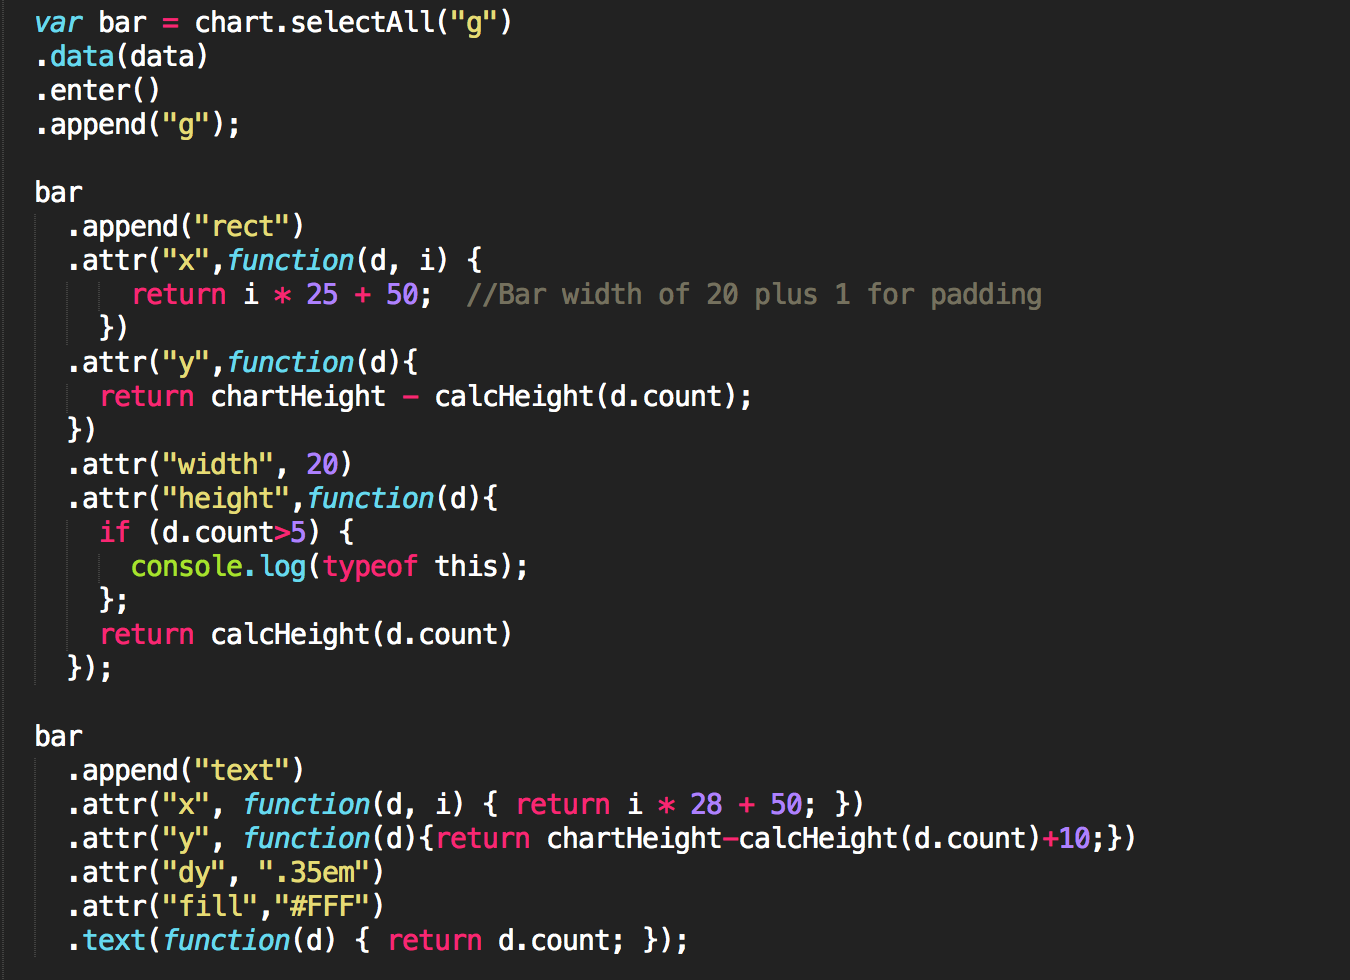 var bar = chart.selectAll("g")
.data(data)
.enter()
.append("g");
bar
.append("rect")
.attr("x",function(d, i) {
return i * 25 + 50;  //Bar width of 20 plus 1 for padding
})
.attr("y",function(d){
return chartHeight - calcHeight(d.count);
})
.attr("width", 20)
.attr("height",function(d){
if (d.count>5) {
console.log(typeof this);
};
return calcHeight(d.count)
});
bar
.append("text")
.attr("x", function(d, i) { return i * 28 + 50; })
.attr("y", function(d){return chartHeight-calcHeight(d.count)+10;})
.attr("dy", ".35em")
.attr("fill","#FFF")
.text(function(d) { return d.count; });